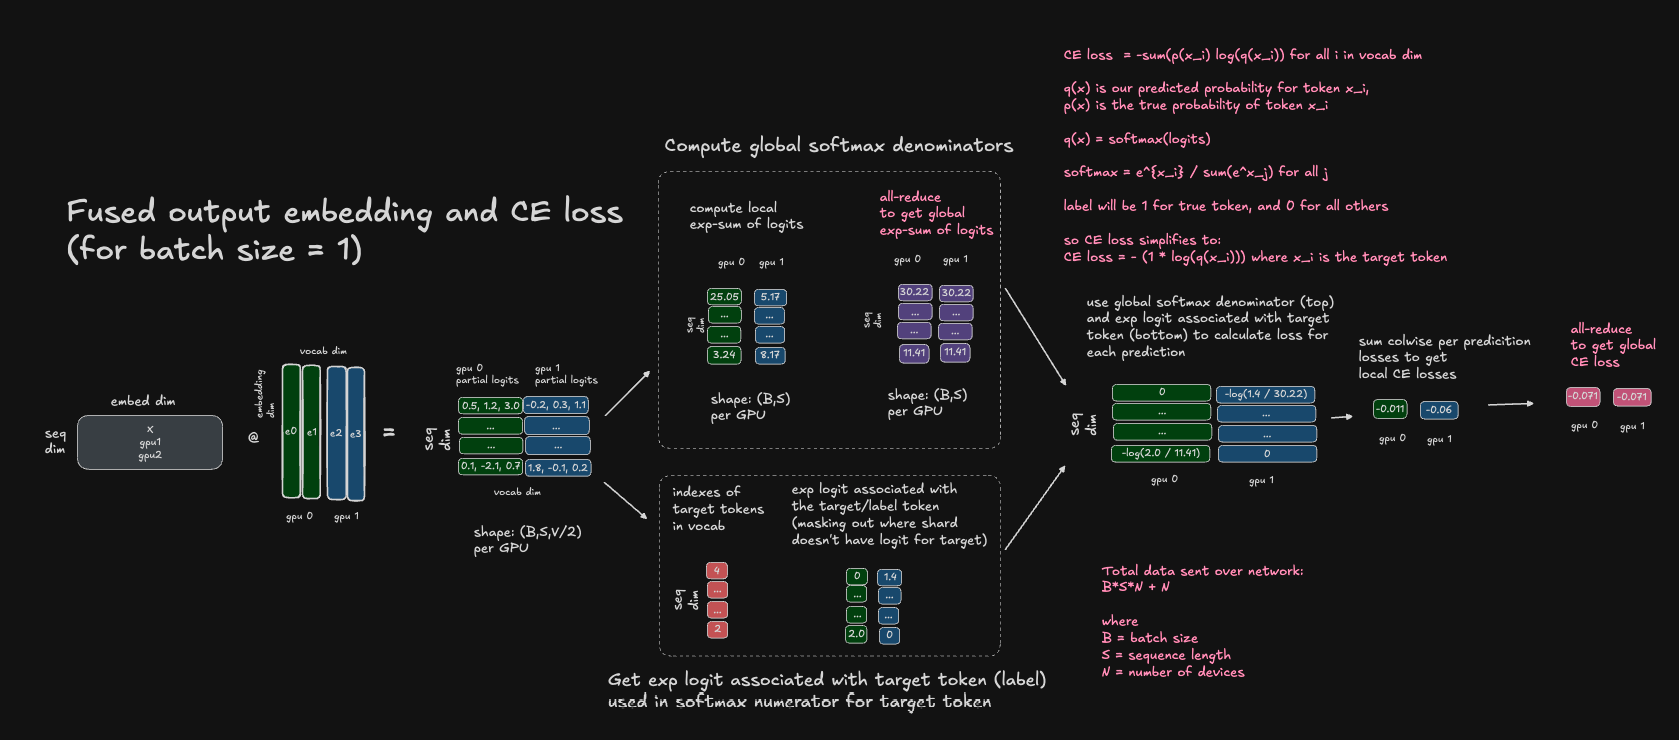 Fused output embedding and CE loss
(for batch size = 1)
embed dim
seq
dim
X
gpu1
gpu2
@
vocab dim
embedding
dim
e0
e1
e2
e3
gpu 0
gpu 1
=
gpu 0
partial logits
gpu 1
partial logits
seq
dim
0.5, 1.2, 3.0
-0.2, 0.3, 1.1
...
...
...
...
0.1, -2.1, 0.7
1.8, -0.1, 0.2
vocab dim
shape: (B,S,V/2)
per GPU
Compute global softmax denominators
compute local
exp-sum of logits
gpu 0
gpu 1
seq
dim
25.05
5.17
...
...
...
...
3.24
8.17
shape: (B,S)
per GPU
all-reduce
to get global
exp-sum of logits
gpu 0
gpu 1
seq
dim
30.22
30.22
...
...
...
...
11.41
11.41
shape: (B,S)
per GPU
indexes of
target tokens
in vocab
seq
dim
4
...
...
2
exp logit associated with
the target/label token
(masking out where shard
doesn't have logit for target)
0
1.4
...
...
...
...
2.0
0
Get exp logit associated with target token (label)
used in softmax numerator for target token
CE loss = -sum(p(x_i) log(q(x_i)) for all i in vocab dim
q(x) is our predicted probability for token x_i,
p(x) is the true probability of token x_i
q(x) = softmax(logits)
softmax = e^{x_i} / sum(e^x_j) for all j
label will be 1 for true token, and 0 for all others
so CE loss simplifies to:
CE loss = - (1 * log(q(x_i))) where x_i is the target token
use global softmax denominator (top)
and exp logit associated with target
token (bottom) to calculate loss for
each prediction
seq
dim
0
-log(1.4 / 30.22)
...
...
...
...
-log(2.0 / 11.41)
0
gpu 0
gpu 1
sum colwise per predicition
losses to get
local CE losses
-0.011
-0.06
gpu 0
gpu 1
all-reduce
to get global
CE loss
-0.071
-0.071
gpu 0
gpu 1
Total data sent over network:
B*S*N + N
where
B = batch size
S = sequence length
N = number of devices